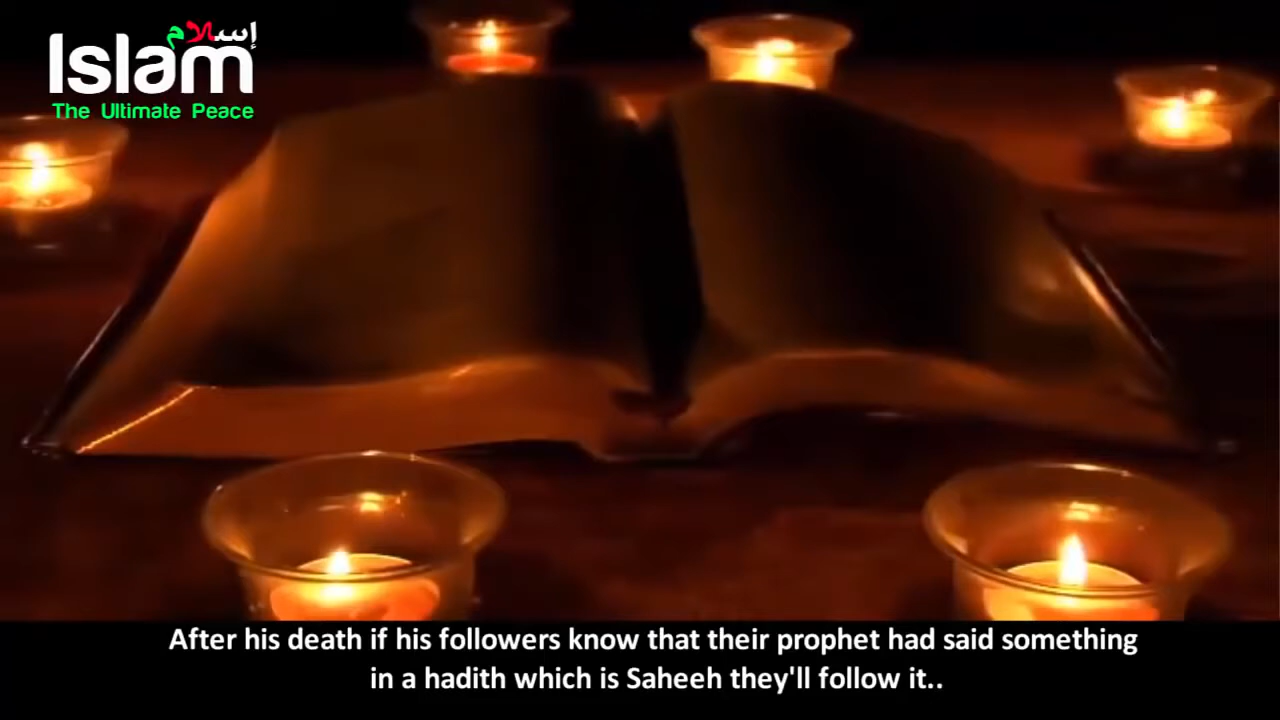 إسلام
Islam
The Ultimate Peace
After his death if his followers know that their prophet had said something
in a hadith which is Saheeh they'll follow it..